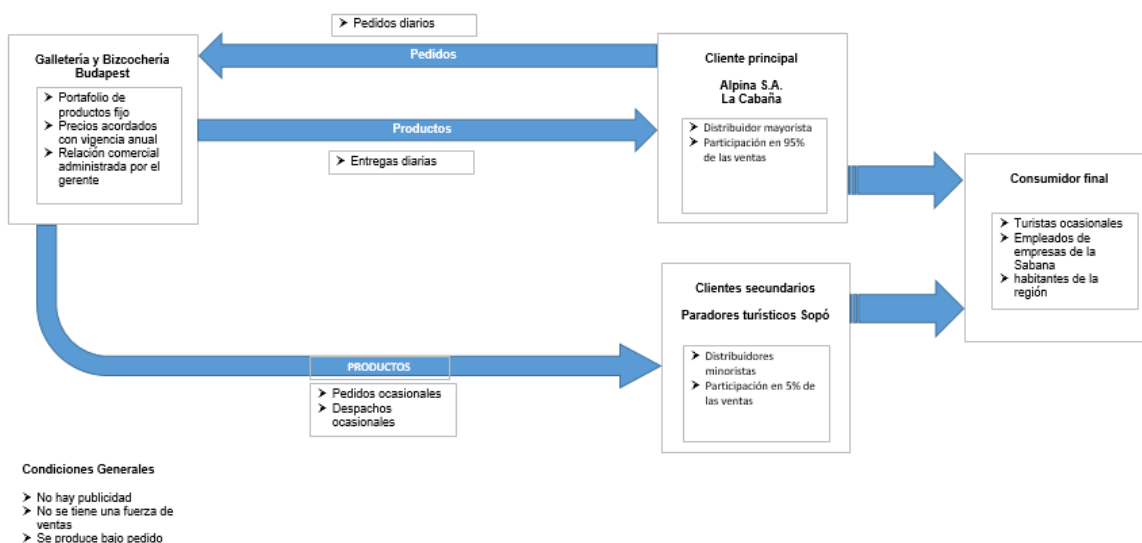 ➤ Pedidos diarios
Pedidos
Galletería y Bizcochería
Budapest
➤ Portafolio de
productos fijo
➤ Precios acordados
con vigencia anual
➤ Relación comercial
administrada por el
gerente
Productos
➤ Entregas diarias
Cliente principal
Alpina S.A.
La Cabaña
➤ Distribuidor mayorista
➤ Participación en 95%
de las ventas
Consumidor final
➤ Turistas ocasionales
➤ Empleados de
empresas de la
Sabana
➤ habitantes de la
región
Clientes secundarios
Paradores turísticos Sopó
➤ Distribuidores
minoristas
➤ Participación en 5% de
las ventas
PRODUCTOS
➤ Pedidos ocasionales
➤ Despachos
ocasionales
Condiciones Generales
➤ No hay publicidad
➤ No se tiene una fuerza de
ventas
➤ Se produce bajo pedido